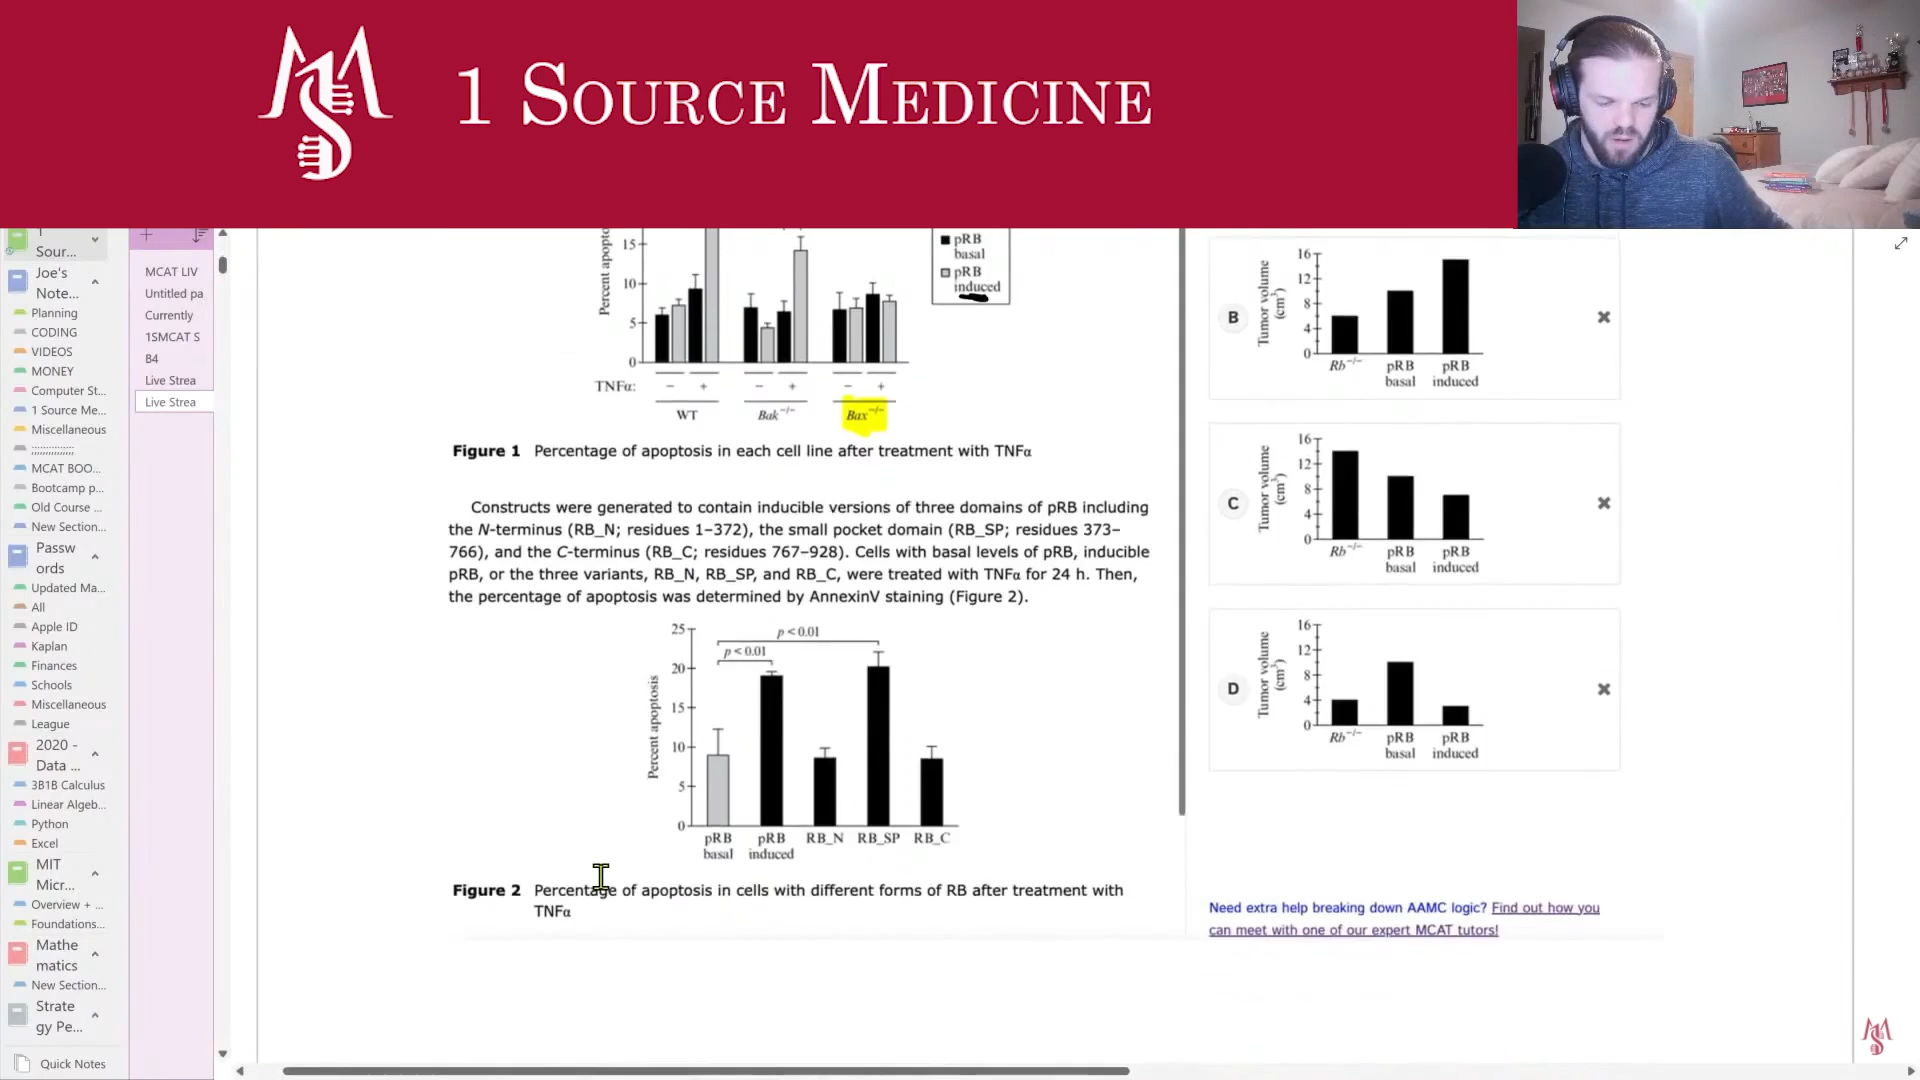 1 SOURCE MEDICINE
1
Sour...
Joe's
Note...
Planning
CODING
VIDEOS
MONEY
Computer St...
1 Source Me...
Miscellaneous
;;;;;;;;;;;;;;;
MCAT BOO...
Bootcamp p...
Old Course ...
New Section...
Passw
ords
Updated Ma...
All
Apple ID
Kaplan
Finances
Schools
Miscellaneous
League
2020 -
Data ...
3B1B Calculus
Linear Algeb...
Python
Excel
MIT
Micr...
Overview + ...
Foundations...
Mathe
matics
New Section...
Strate
gy Pe...
Quick Notes
MCAT LIV
Untitled pa
Currently
1SMCAT S
B4
Live Strea
Live Strea
Percent apopto
15
10
5
0
pRB
basal
pRB
induced
TNFα: − + − + − +
WT Bak−/− Bax−/−
Figure 1 Percentage of apoptosis in each cell line after treatment with TNFα
Constructs were generated to contain inducible versions of three domains of pRB including
the N-terminus (RB_N; residues 1–372), the small pocket domain (RB_SP; residues 373–
766), and the C-terminus (RB_C; residues 767–928). Cells with basal levels of pRB, inducible
pRB, or the three variants, RB_N, RB_SP, and RB_C, were treated with TNFα for 24 h. Then,
the percentage of apoptosis was determined by AnnexinV staining (Figure 2).
Percent apoptosis
25
20
15
10
5
0
p < 0.01
p < 0.01
pRB pRB RB_N RB_SP RB_C
basal induced
Figure 2 Percentage of apoptosis in cells with different forms of RB after treatment with
TNFα
B
Tumor volume
(cm³)
16
12
8
4
0
Rb−/− pRB pRB
basal induced
C
Tumor volume
(cm³)
16
12
8
4
0
Rb−/− pRB pRB
basal induced
D
Tumor volume
(cm³)
16
12
8
4
0
Rb−/− pRB pRB
basal induced
Need extra help breaking down AAMC logic? Find out how you
can meet with one of our expert MCAT tutors!